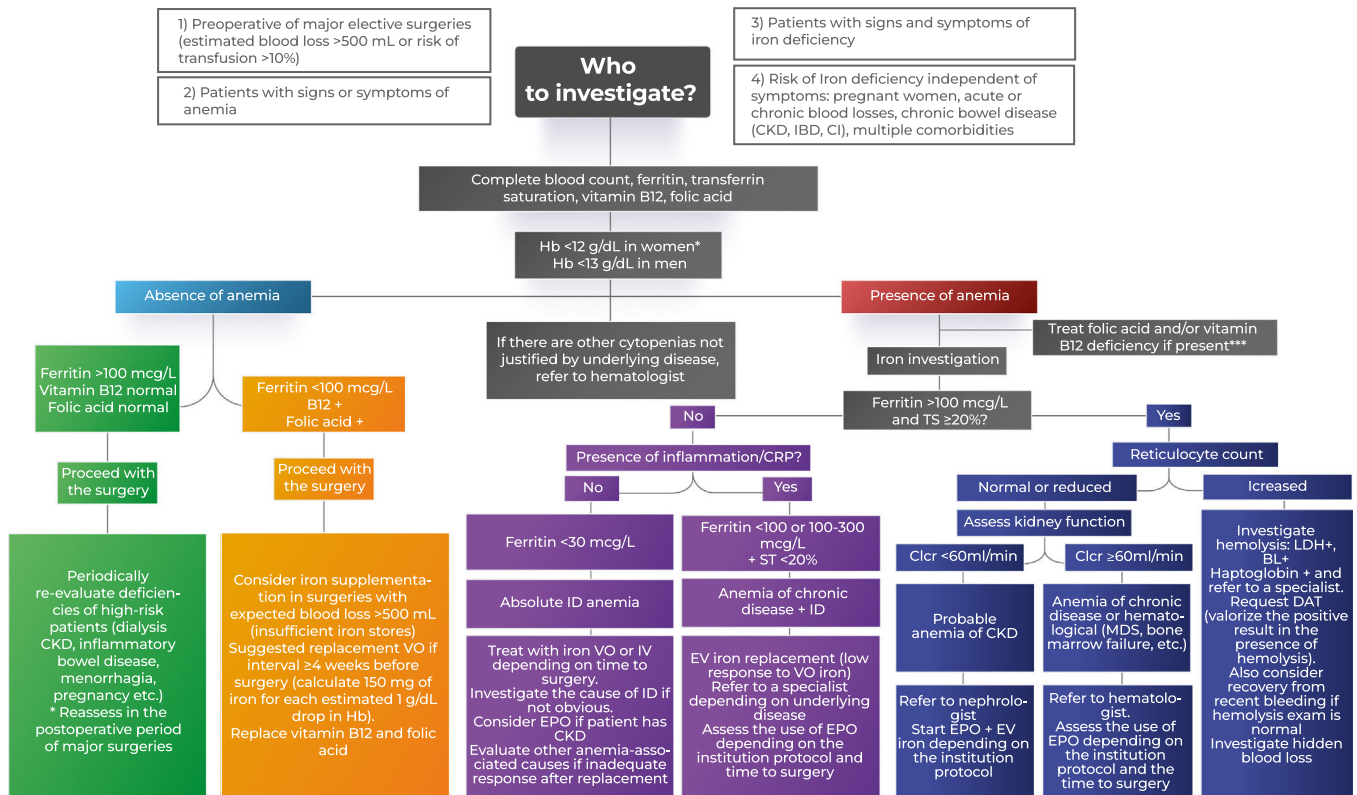 1) Preoperative of major elective surgeries
(estimated blood loss >500 mL or risk of
transfusion >10%)
2) Patients with signs or symptoms of
anemia
Who
to investigate?
3) Patients with signs and symptoms of
iron deficiency
4) Risk of Iron deficiency independent of
symptoms: pregnant women, acute or
chronic blood losses, chronic bowel disease
(CKD, IBD, CI), multiple comorbidities
Complete blood count, ferritin, transferrin
saturation, vitamin B12, folic acid
Hb <12 g/dL in women*
Hb <13 g/dL in men
Absence of anemia
Presence of anemia
If there are other cytopenias not
justified by underlying disease,
refer to hematologist
Treat folic acid and/or vitamin
B12 deficiency if present***
Iron investigation
Ferritin >100 mcg/L
Vitamin B12 normal
Folic acid normal
Ferritin <100 mcg/L
B12 +
Folic acid +
Ferritin >100 mcg/L
and TS ≥20%?
No
Yes
Proceed with
the surgery
Proceed with
the surgery
Presence of inflammation/CRP?
No
Yes
Reticulocyte count
Normal or reduced
Icreased
Assess kidney function
Clcr <60ml/min
Clcr ≥60ml/min
Periodically
re-evaluate deficien-
cies of high-risk
patients (dialysis
CKD, inflammatory
bowel disease,
menorrhagia,
pregnancy etc.)
* Reassess in the
postoperative period
of major surgeries
Consider iron supplementa-
tion in surgeries with
expected blood loss >500 mL
(insufficient iron stores)
Suggested replacement VO if
interval ≥4 weeks before
surgery (calculate 150 mg of
iron for each estimated 1 g/dL
drop in Hb).
Replace vitamin B12 and folic
acid
Ferritin <30 mcg/L
Absolute ID anemia
Treat with iron VO or IV
depending on time to
surgery.
Investigate the cause of ID if
not obvious.
Consider EPO if patient has
CKD
Evaluate other anemia-asso-
ciated causes if inadequate
response after replacement
Ferritin <100 or 100-300
mcg/L
+ ST <20%
Anemia of chronic
disease + ID
EV iron replacement (low
response to VO iron)
Refer to a specialist
depending on underlying
disease
Assess the use of EPO
depending on the
institution protocol and
time to surgery
Probable
anemia of CKD
Refer to nephrolo-
gist
Start EPO + EV
iron depending on
the institution
protocol
Anemia of chronic
disease or hemato-
logical (MDS, bone
marrow failure, etc.)
Refer to hematolo-
gist.
Assess the use of
EPO depending on
the institution
protocol and the
time to surgery
Investigate
hemolysis: LDH+,
BL+
Haptoglobin + and
refer to a specialist.
Request DAT
(valorize the positive
result in the
presence of
hemolysis).
Also consider
recovery from
recent bleeding if
hemolysis exam is
normal
Investigate hidden
blood loss